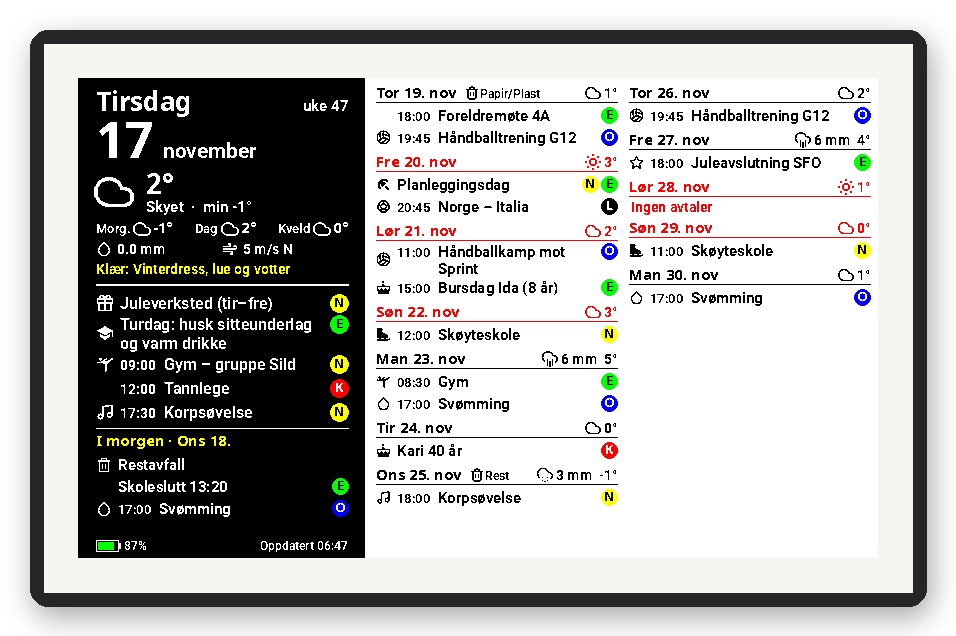 Tirsdag
uke 47
17 november
2°
Skyet · min -1°
Morg. -1° Dag 2° Kveld 0°
0.0 mm 5 m/s N
Klær: Vinterdress, lue og votter
Juleverksted (tir–fre) N
Turdag: husk sitteunderlag E
og varm drikke
09:00 Gym – gruppe Sild N
12:00 Tannlege K
17:30 Korpsøvelse N
I morgen · Ons 18.
Restavfall
Skoleslutt 13:20 E
17:00 Svømming O
87% Oppdatert 06:47
Tor 19. nov Papir/Plast 1°
18:00 Foreldremøte 4A E
19:45 Håndballtrening G12 O
Fre 20. nov 3°
Planleggingsdag N E
20:45 Norge – Italia L
Lør 21. nov 2°
11:00 Håndballkamp mot O
Sprint
15:00 Bursdag Ida (8 år) E
Søn 22. nov 3°
12:00 Skøyteskole N
Man 23. nov 6 mm 5°
08:30 Gym E
17:00 Svømming O
Tir 24. nov 0°
Kari 40 år K
Ons 25. nov Rest 3 mm -1°
18:00 Korpsøvelse N
Tor 26. nov 2°
19:45 Håndballtrening G12 O
Fre 27. nov 6 mm 4°
18:00 Juleavslutning SFO E
Lør 28. nov 1°
Ingen avtaler
Søn 29. nov 0°
11:00 Skøyteskole N
Man 30. nov 1°
17:00 Svømming O